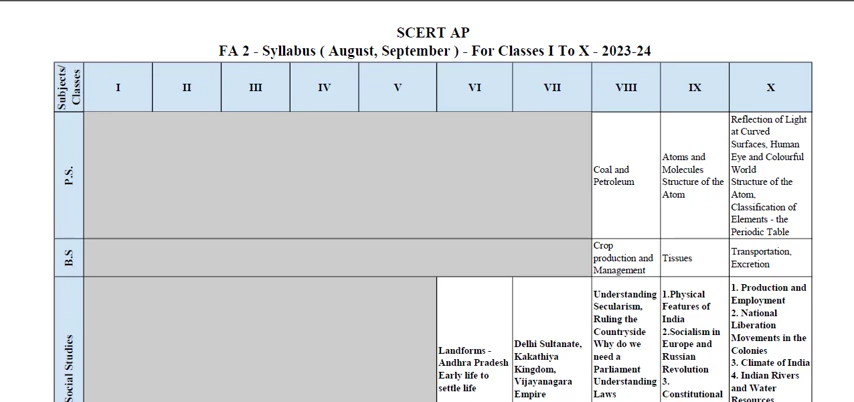 SCERT AP
FA 2 - Syllabus ( August, September ) - For Classes I To X - 2023-24
Subjects/
Classes
I
II
III
IV
V
VI
VII
VIII
IX
X
P.S.
Coal and
Petroleum
Atoms and
Molecules
Structure of the
Atom
Reflection of Light
at Curved
Surfaces, Human
Eye and Colourful
World
Structure of the
Atom,
Classification of
Elements - the
Periodic Table
B.S
Crop
production and
Management
Tissues
Transportation,
Excretion
Social Studies
Landforms -
Andhra Pradesh
Early life to
settle life
Delhi Sultanate,
Kakathiya
Kingdom,
Vijayanagara
Empire
Understanding
Secularism,
Ruling the
Countryside
Why do we
need a
Parliament
Understanding
Laws
1.Physical
Features of
India
2.Socialism in
Europe and
Russian
Revolution
3.
Constitutional
1. Production and
Employment
2. National
Liberation
Movements in the
Colonies
3. Climate of India
4. Indian Rivers
and Water
Resources